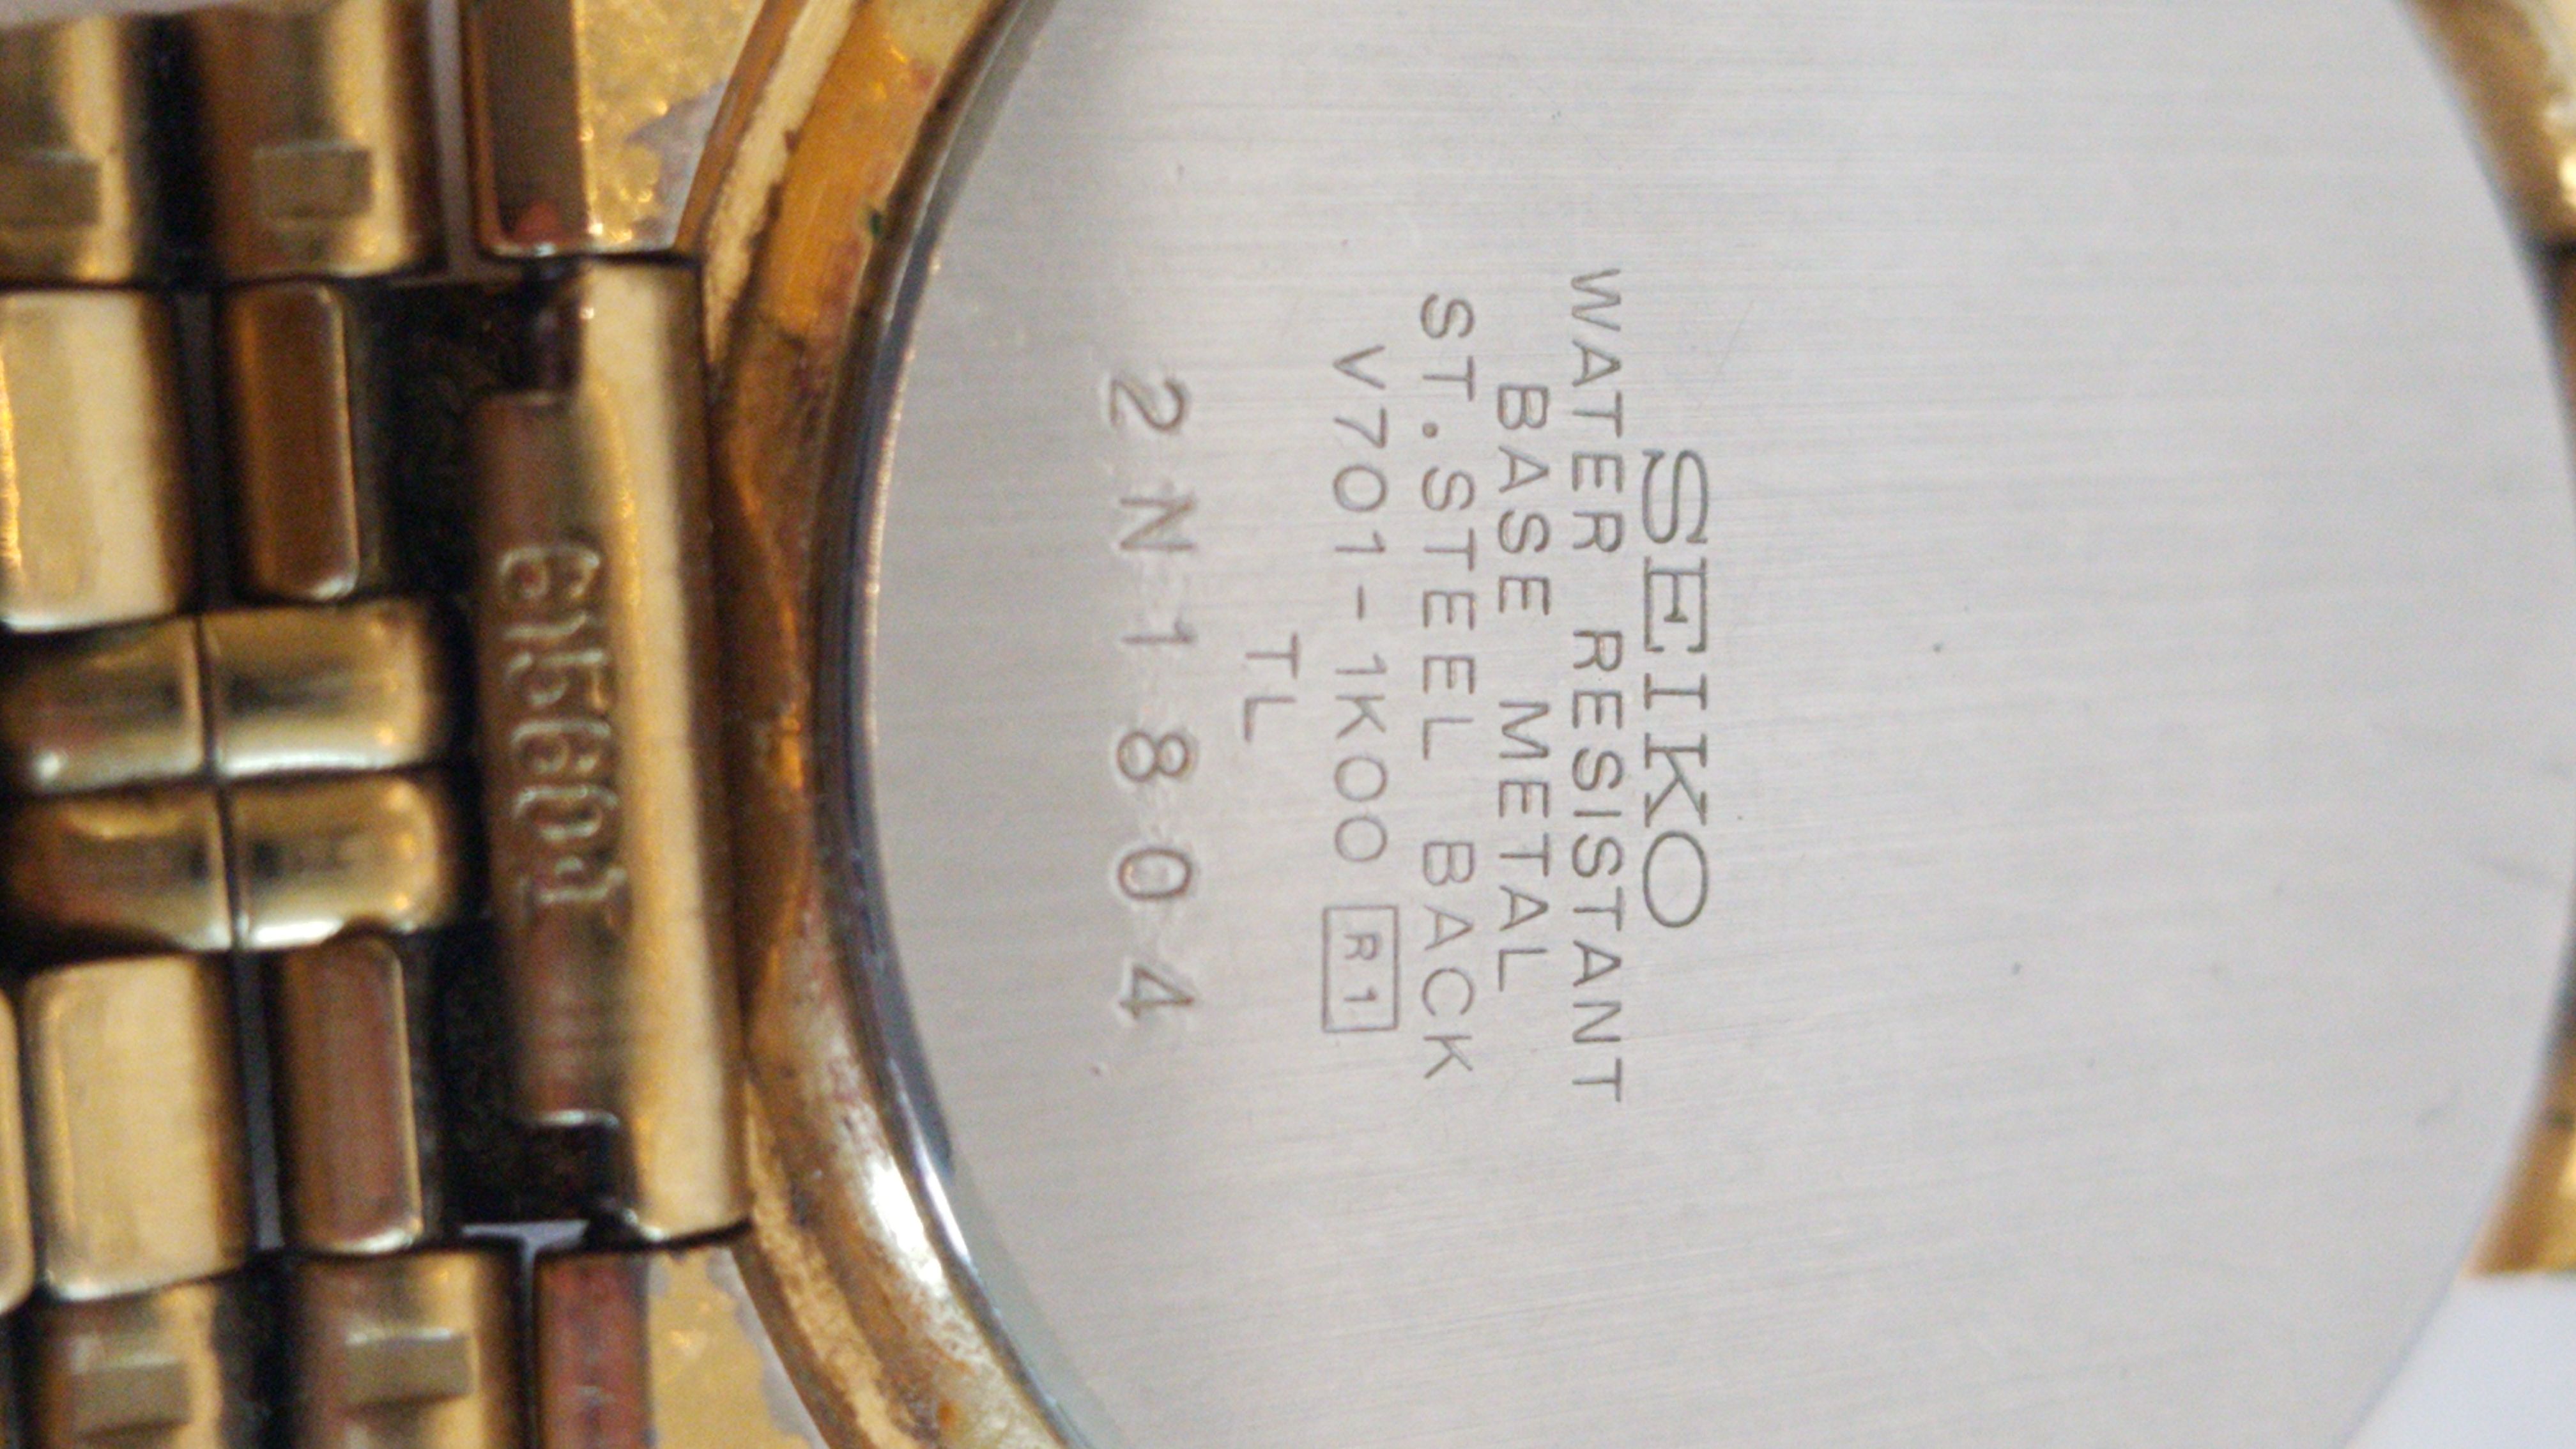 SEIKO
WATER RESISTANT
BASE METAL
ST.STEEL BACK
V701-1K00 R1
TL
2N1804